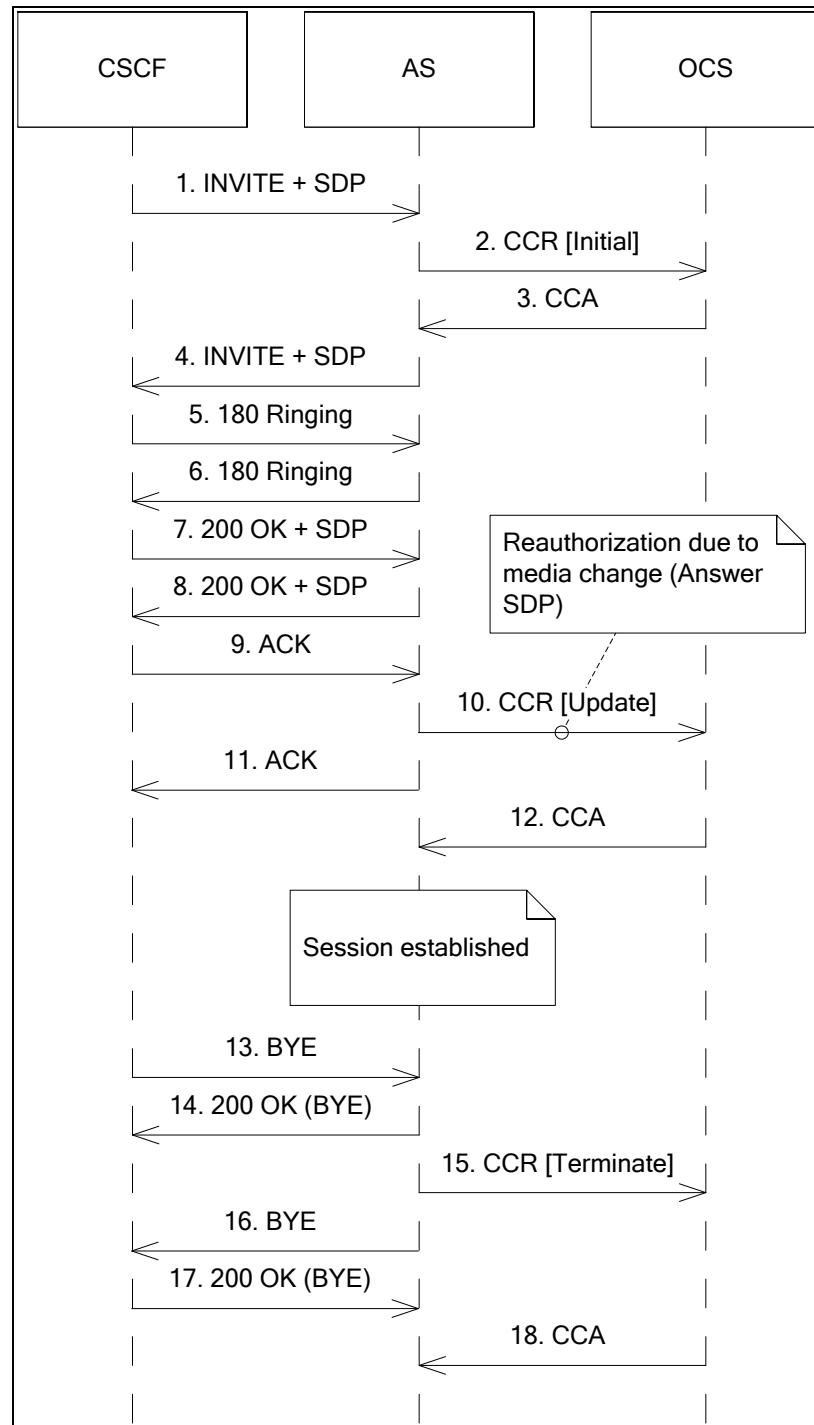 CSCF
AS
OCS
1. INVITE + SDP
2. CCR [Initial]
3. CCA
4. INVITE + SDP
5. 180 Ringing
6. 180 Ringing
7. 200 OK + SDP
Reauthorization due to
media change (Answer
SDP)
8. 200 OK + SDP
9. ACK
10. CCR [Update]
11. ACK
12. CCA
Session established
13. BYE
14. 200 OK (BYE)
15. CCR [Terminate]
16. BYE
17. 200 OK (BYE)
18. CCA